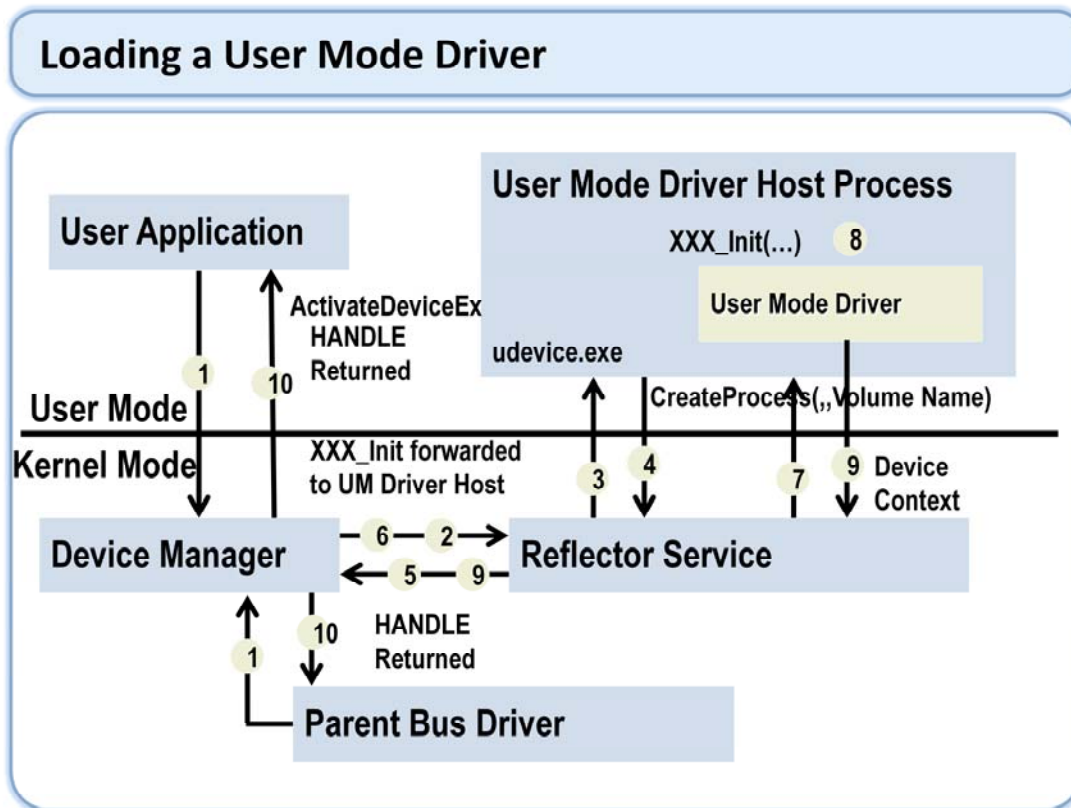 Loading a User Mode Driver
User Mode Driver Host Process
XXX_Init(...)
8
User Mode Driver
udevice.exe
User Application
ActivateDeviceEx
HANDLE
Returned
1
10
User Mode
CreateProcess(,,Volume Name)
Kernel Mode
XXX_Init forwarded
to UM Driver Host
3
4
7
9
Device
Context
Device Manager
6
2
5
9
Reflector Service
1
10
HANDLE
Returned
Parent Bus Driver